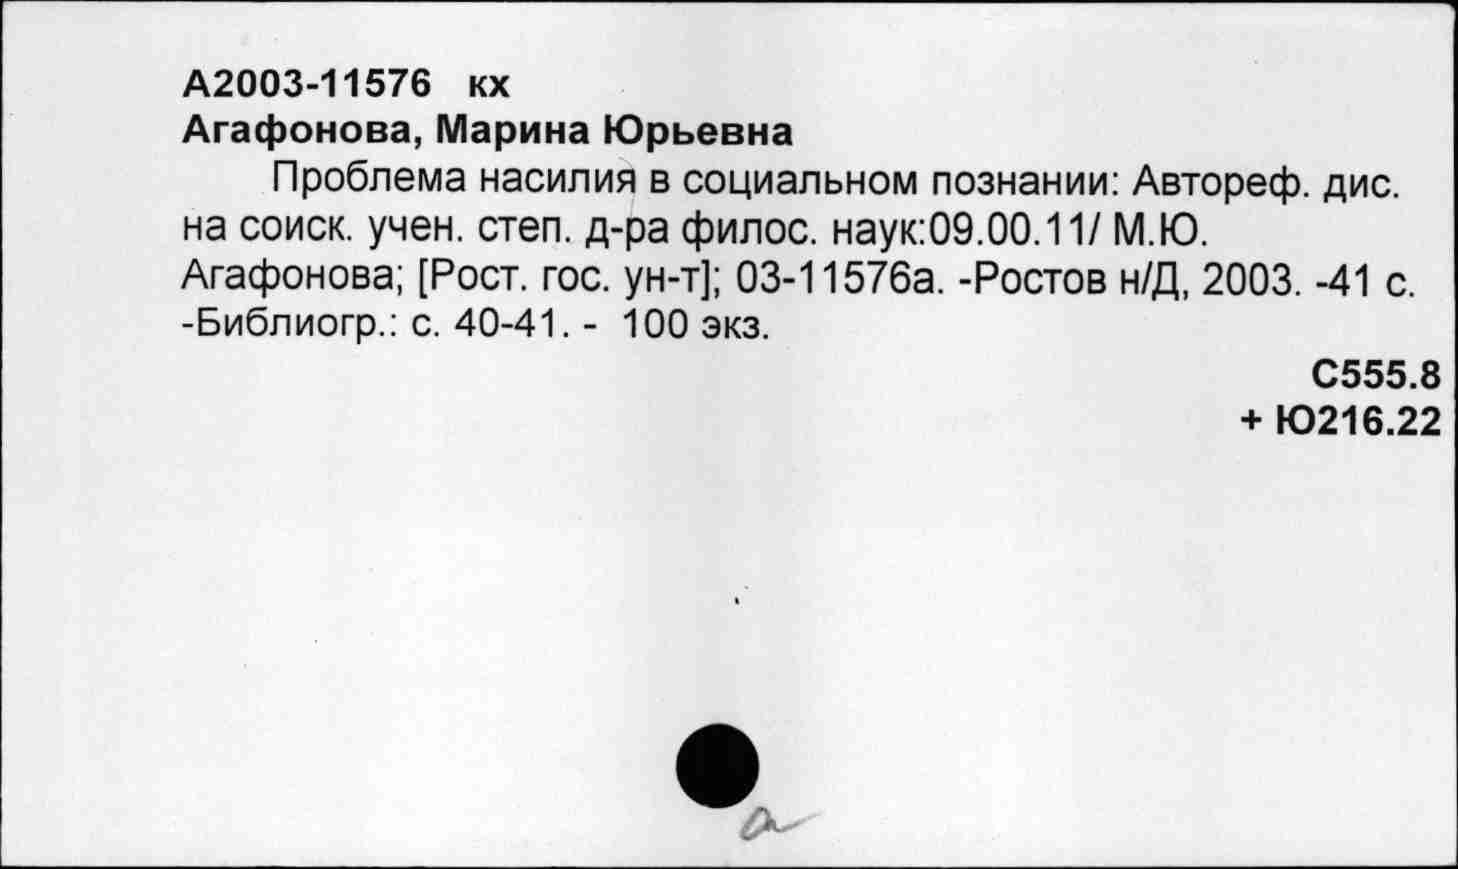 А2003-11576 кх
Агафонова, Марина Юрьевна
Проблема насилия в социальном познании: Автореф. дис.
на соиск. учен. степ. д-ра филос. наук:09.00.11/ М.Ю.
Агафонова; [Рост. гос. ун-т]; 03-11576а. -Ростов н/Д, 2003. -41 с.
-Библиогр.: с. 40-41. - 100 экз.
С555.8
+ Ю216.22
а